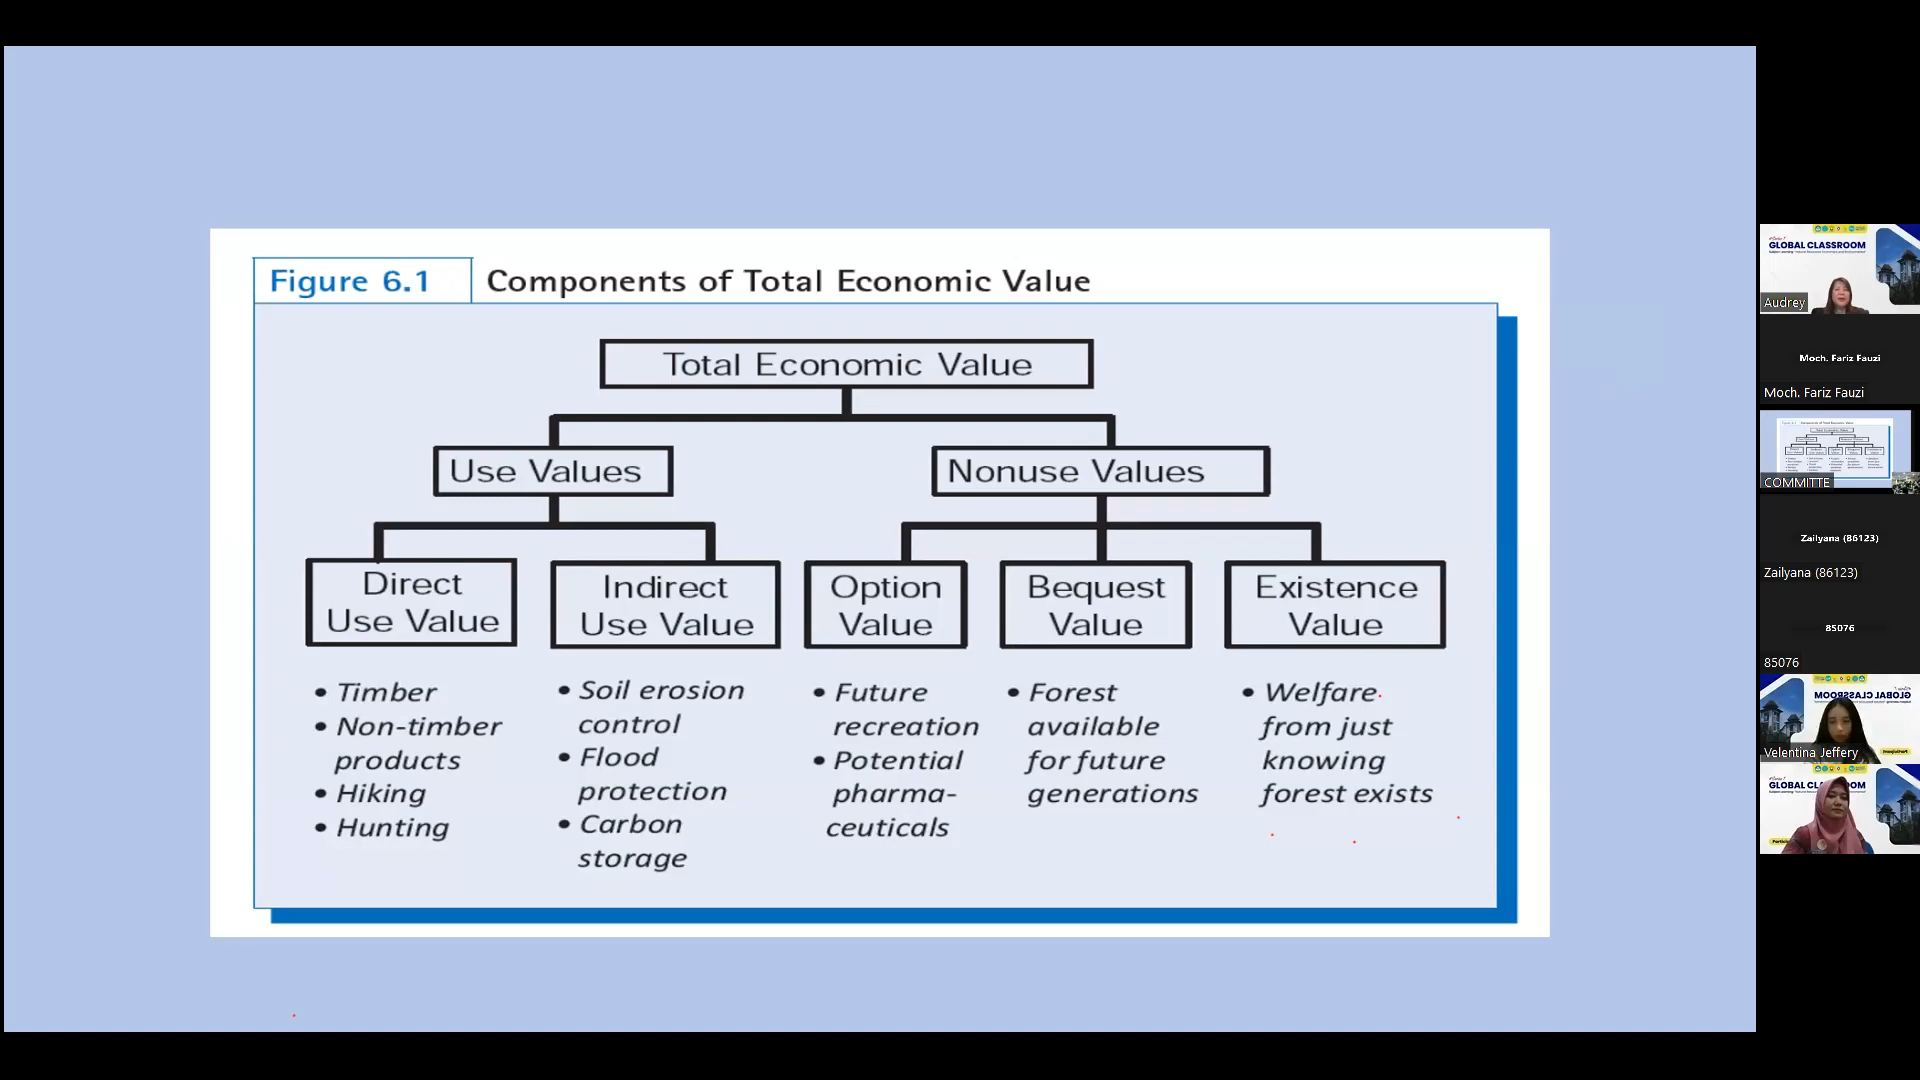 Figure 6.1 Components of Total Economic Value
Total Economic Value
Use Values
Nonuse Values
Direct
Use Value
Indirect
Use Value
Option
Value
Bequest
Value
Existence
Value
• Timber
• Non-timber
products
• Hiking
• Hunting
• Soil erosion
control
• Flood
protection
• Carbon
storage
• Future
recreation
• Potential
pharma-
ceuticals
• Forest
available
for future
generations
• Welfare
from just
knowing
forest exists
GLOBAL CLASSROOM
Audrey
Moch. Fariz Fauzi
Moch. Fariz Fauzi
COMMITTE
Zailyana (86123)
Zailyana (86123)
85076
85076
GLOBAL CLASSROOM
Velentina Jeffery
GLOBAL